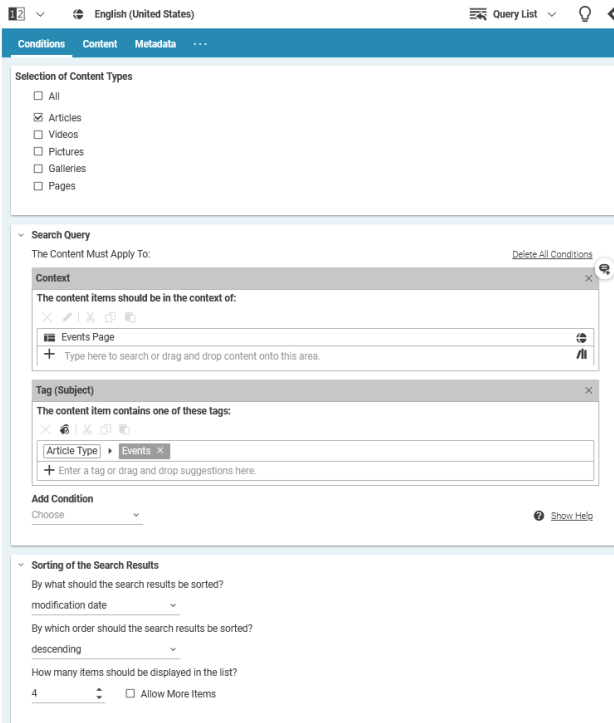 12 English (United States) Query List
Conditions Content Metadata ...
Selection of Content Types
All
Articles
Videos
Pictures
Galleries
Pages
Search Query
The Content Must Apply To: Delete All Conditions
Context
The content items should be in the context of:
Events Page
Type here to search or drag and drop content onto this area.
Tag (Subject)
The content item contains one of these tags:
Article Type Events
Enter a tag or drag and drop suggestions here.
Add Condition
Choose Show Help
Sorting of the Search Results
By what should the search results be sorted?
modification date
By which order should the search results be sorted?
descending
How many items should be displayed in the list?
4 Allow More Items